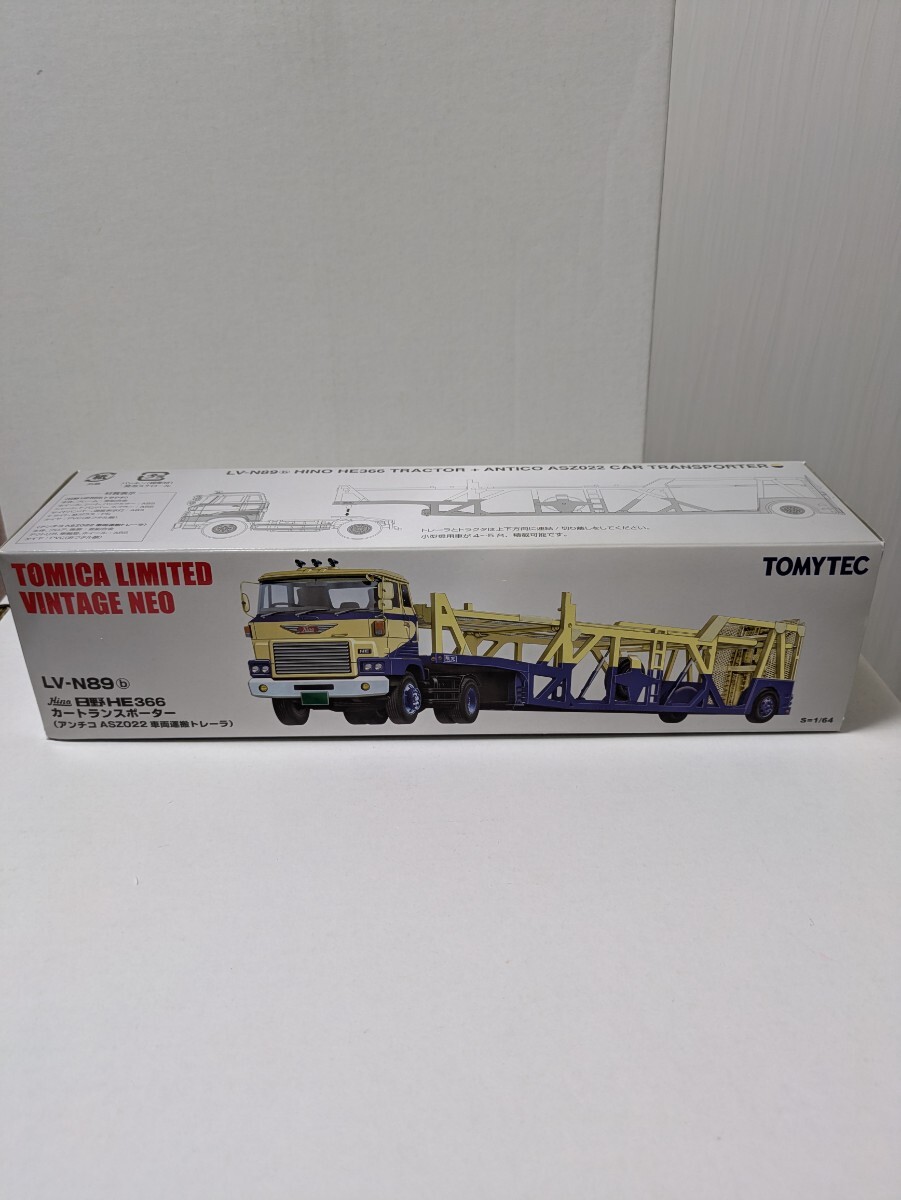 LV-N89ⓑ HINO HE366 TRACTOR + ANTICO ASZ022 CAR TRANSPORTER
トレーラとトラクタは上下方向に連結/切り離しをしてください。
小型乗用車が4〜5台、積載可能です。
TOMICA LIMITED
VINTAGE NEO
TOMYTEC
LV-N89ⓑ
Hino 日野HE366
カートランスポーター
(アンチコ ASZ022 車両運搬トレーラ)
S=1/64